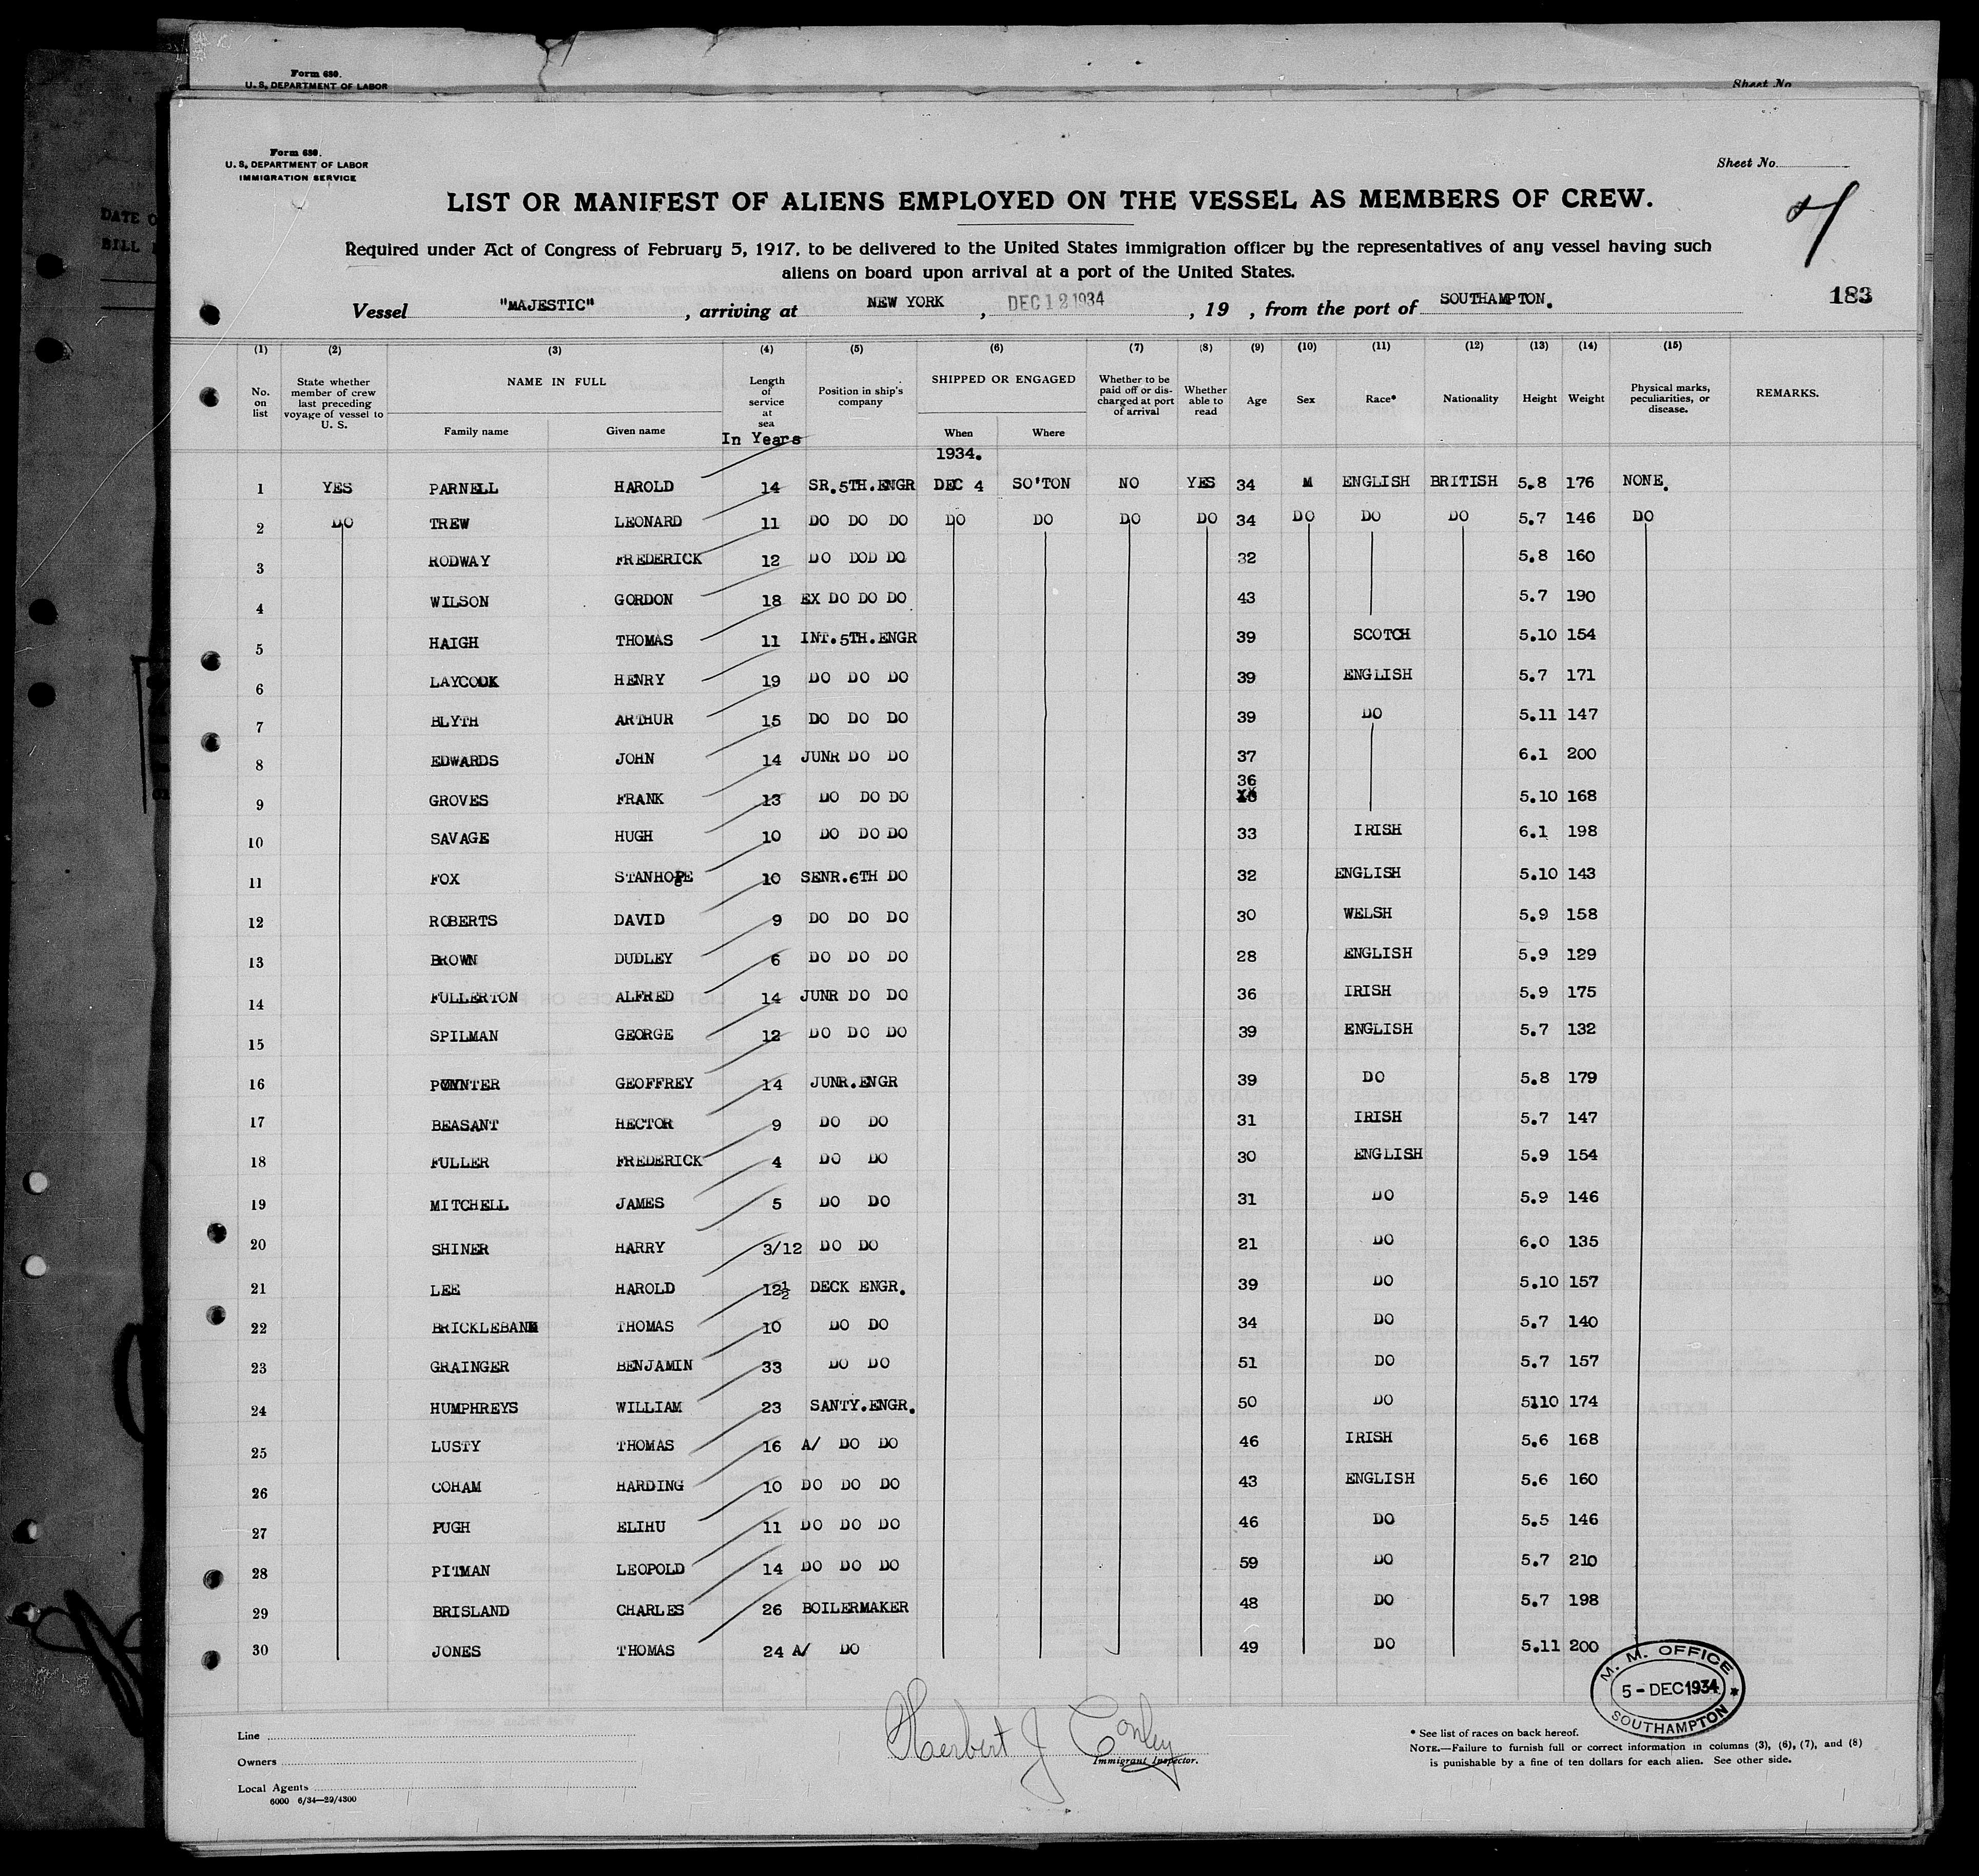 Form 630.
U. S. DEPARTMENT OF LABOR
Sheet No
DATE O
BILL
Form 630.
U. S. DEPARTMENT OF LABOR
IMMIGRATION SERVICE
Sheet No.
LIST OR MANIFEST OF ALIENS EMPLOYED ON THE VESSEL AS MEMBERS OF CREW.
Required under Act of Congress of February 5, 1917, to be delivered to the United States immigration officer by the representatives of any vessel having such
aliens on board upon arrival at a port of the United States.
Vessel "MAJESTIC" , arriving at NEW YORK , DEC 12 1934 , 19 , from the port of SOUTHAMPTON.
183
(1) (2) (3) (4) (5) (6) (7) (8) (9) (10) (11) (12) (13) (14) (15)
No. on list
State whether member of crew last preceding voyage of vessel to U. S.
NAME IN FULL
Family name Given name
Length of service at sea
In Years
Position in ship's company
SHIPPED OR ENGAGED
When Where
1934.
Whether to be paid off or discharged at port of arrival
Whether able to read
Age Sex Race* Nationality Height Weight
Physical marks, peculiarities, or disease.
REMARKS.
1 YES PARNELL HAROLD 14 SR.5TH.ENGR DEC 4 SO'TON NO YES 34 M ENGLISH BRITISH 5.8 176 NONE.
2 DO TREW LEONARD 11 DO DO DO DO DO DO DO 34 DO DO DO 5.7 146 DO
3 RODWAY FREDERICK 12 DO DOD DO 32 5.8 160
4 WILSON GORDON 18 EX DO DO DO 43 5.7 190
5 HAIGH THOMAS 11 INT.5TH.ENGR 39 SCOTCH 5.10 154
6 LAYCOCK HENRY 19 DO DO DO 39 ENGLISH 5.7 171
7 BLYTH ARTHUR 15 DO DO DO 39 DO 5.11 147
8 EDWARDS JOHN 14 JUNR DO DO 37 6.1 200
9 GROVES FRANK 13 DO DO DO 36 5.10 168
10 SAVAGE HUGH 10 DO DO DO 33 IRISH 6.1 198
11 FOX STANHOPE 10 SENR.6TH DO 32 ENGLISH 5.10 143
12 ROBERTS DAVID 9 DO DO DO 30 WELSH 5.9 158
13 BROWN DUDLEY 6 DO DO DO 28 ENGLISH 5.9 129
14 FULLERTON ALFRED 14 JUNR DO DO 36 IRISH 5.9 175
15 SPILMAN GEORGE 12 DO DO DO 39 ENGLISH 5.7 132
16 POYNTER GEOFFREY 14 JUNR.ENGR 39 DO 5.8 179
17 BEASANT HECTOR 9 DO DO 31 IRISH 5.7 147
18 FULLER FREDERICK 4 DO DO 30 ENGLISH 5.9 154
19 MITCHELL JAMES 5 DO DO 31 DO 5.9 146
20 SHINER HARRY 3/12 DO DO 21 DO 6.0 135
21 LEE HAROLD 12½ DECK ENGR. 39 DO 5.10 157
22 BRICKLEBANK THOMAS 10 DO DO 34 DO 5.7 140
23 GRAINGER BENJAMIN 33 DO DO 51 DO 5.7 157
24 HUMPHREYS WILLIAM 23 SANTY.ENGR. 50 DO 5110 174
25 LUSTY THOMAS 16 A/ DO DO 46 IRISH 5.6 168
26 COHAM HARDING 10 DO DO DO 43 ENGLISH 5.6 160
27 PUGH ELIHU 11 DO DO DO 46 DO 5.5 146
28 PITMAN LEOPOLD 14 DO DO DO 59 DO 5.7 210
29 BRISLAND CHARLES 26 BOILERMAKER 48 DO 5.7 198
30 JONES THOMAS 24 A/ DO 49 DO 5.11 200
M. M. OFFICE
5 - DEC 1934 *
SOUTHAMPTON
Line
Owners
Local Agents
6000 6/34—29/4300
Herbert J Conley
Immigrant Inspector.
* See list of races on back hereof.
NOTE.—Failure to furnish full or correct information in columns (3), (6), (7), and (8)
is punishable by a fine of ten dollars for each alien. See other side.